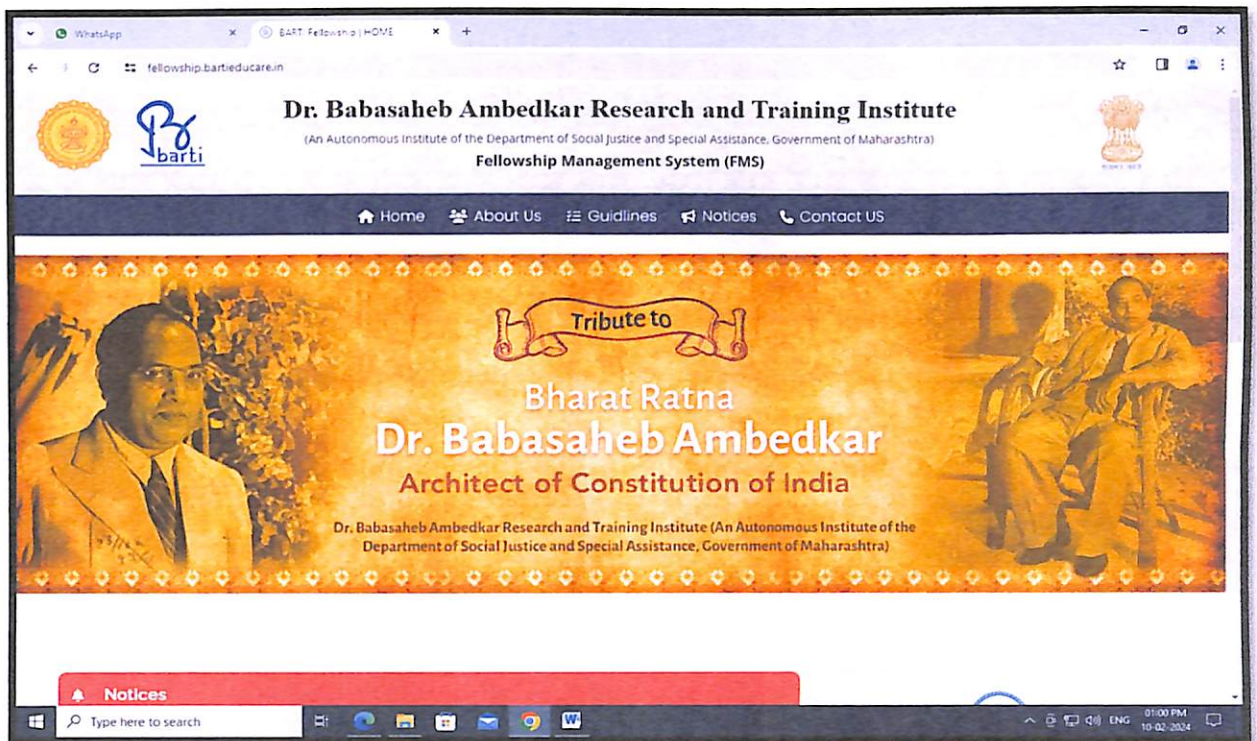 WhatsApp
BARTI Fellowship | HOME
fellowship.bartieducare.in
barti
Dr. Babasaheb Ambedkar Research and Training Institute
(An Autonomous Institute of the Department of Social Justice and Special Assistance, Government of Maharashtra)
Fellowship Management System (FMS)
Home About Us Guidlines Notices Contact US
Tribute to
Bharat Ratna
Dr. Babasaheb Ambedkar
Architect of Constitution of India
Dr. Babasaheb Ambedkar Research and Training Institute (An Autonomous Institute of the
Department of Social Justice and Special Assistance, Government of Maharashtra)
Notices
Type here to search
ENG
01:00 PM
10-02-2024